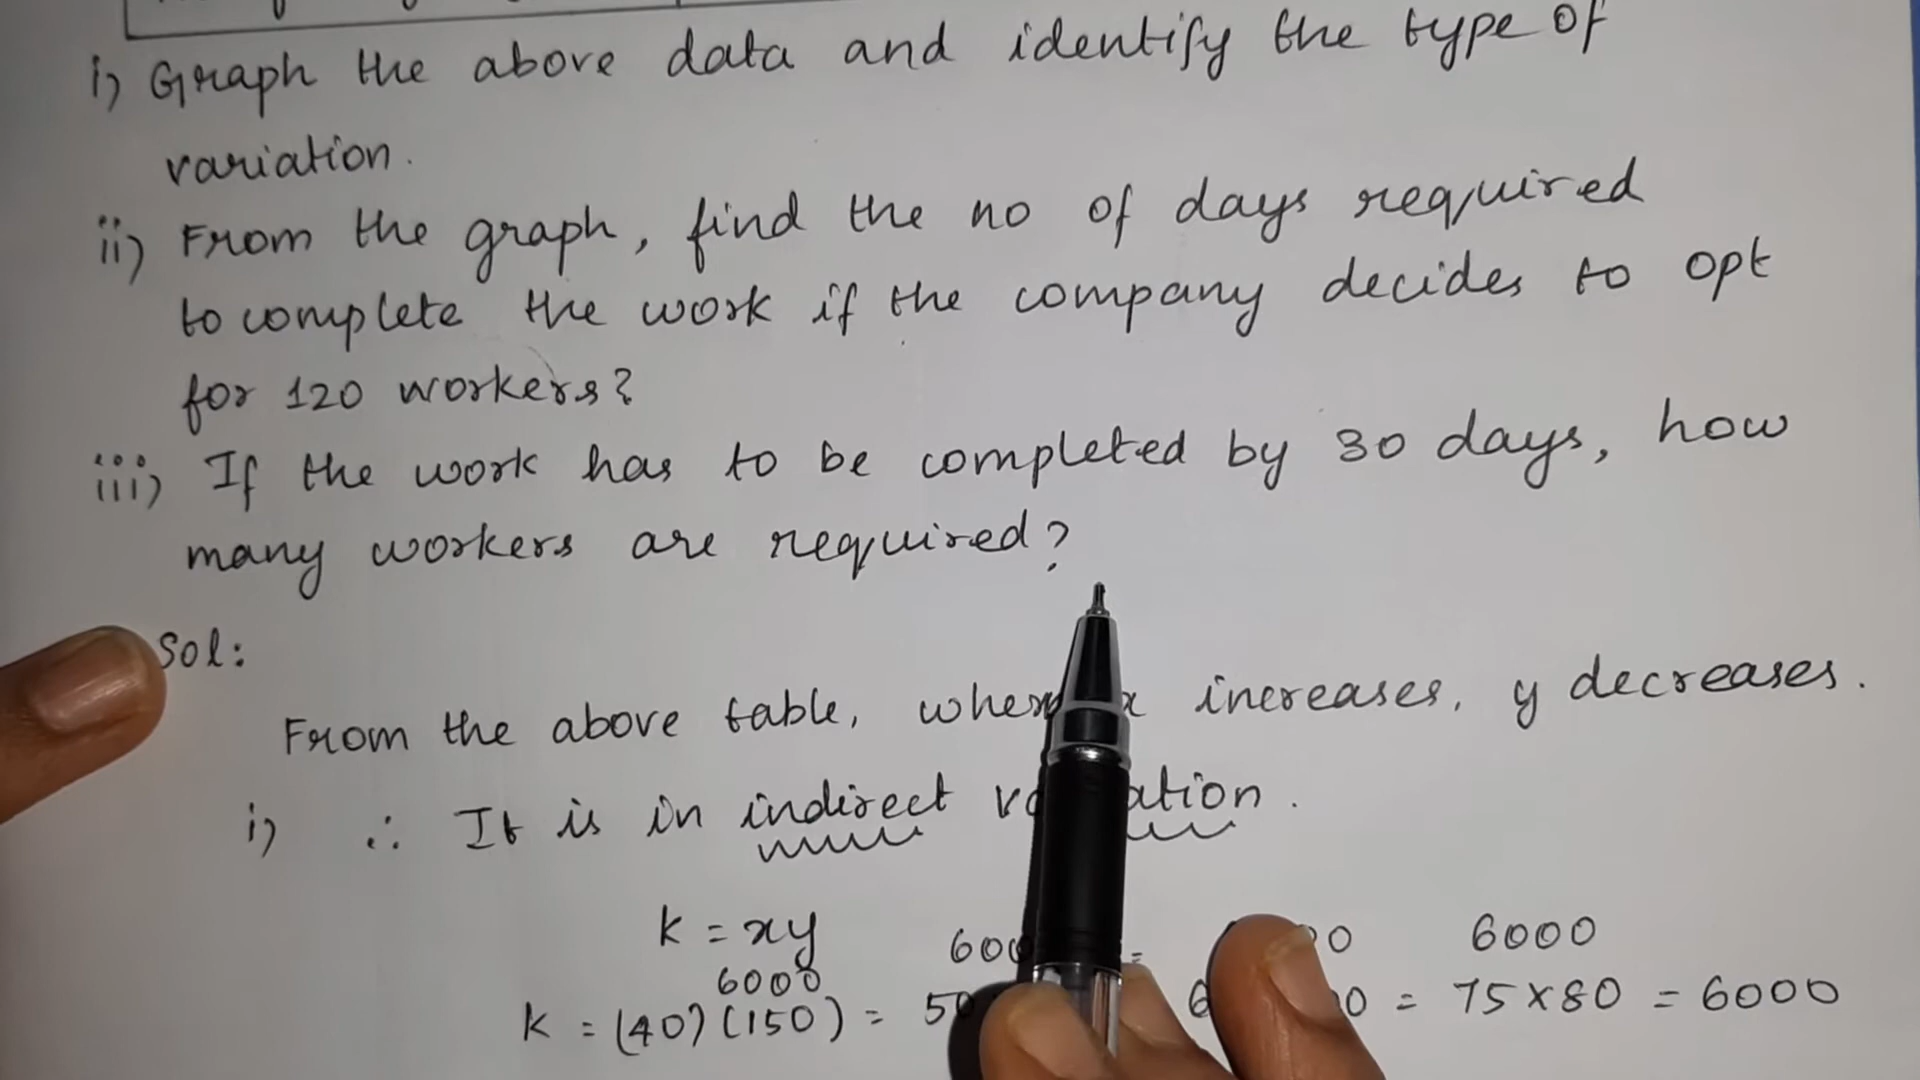 i) Graph the above data and identify the type of
variation.
ii) From the graph, find the no of days required
to complete the work if the company decides to opt
for 120 workers?
iii) If the work has to be completed by 30 days, how
many workers are required?
Sol:
From the above table, when x increases, y decreases.
i) ∴ It is in indirect variation.
k = xy 6000
6000
k = (40)(150) = 50 = 75×80 = 6000